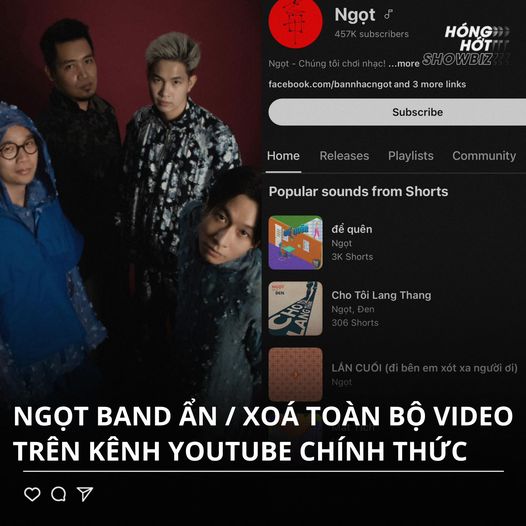 Ngọt
457K subscribers
HÓNG
HỚT
SHOWBIZ
Ngọt - Chúng tôi chơi nhạc! ...more
facebook.com/bannhacngot and 3 more links
Subscribe
Home Releases Playlists Community
Popular sounds from Shorts
để quên
Ngọt
3K Shorts
Cho Tôi Lang Thang
Ngọt, Đen
306 Shorts
LẦN CUỐI (đi bên em xót xa người ơi)
Ngọt
NGỌT BAND ẨN / XOÁ TOÀN BỘ VIDEO
TRÊN KÊNH YOUTUBE CHÍNH THỨC